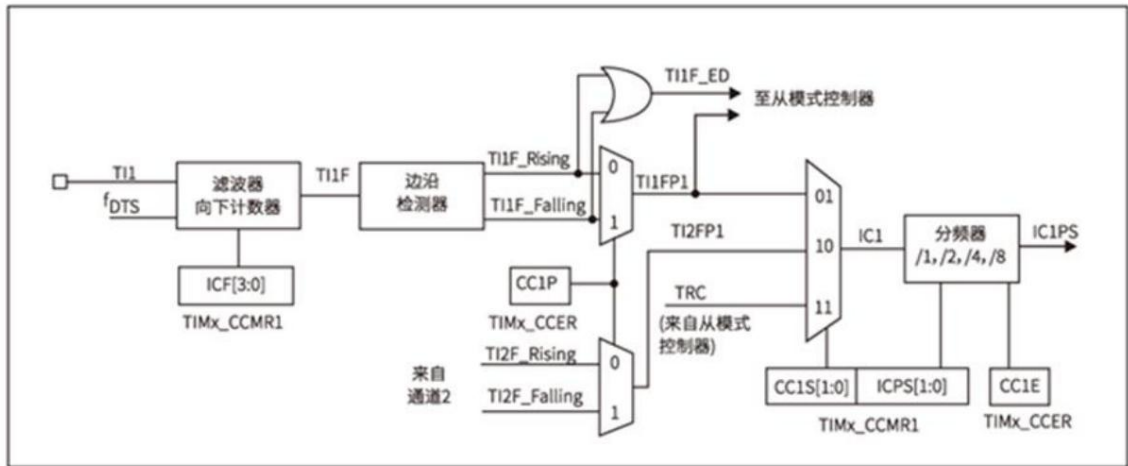 TI1F_ED
至从模式控制器
TI1
fDTS
滤波器
向下计数器
TI1F
边沿
检测器
TI1F_Rising
TI1F_Falling
0
1
TI1FP1
TI2FP1
01
10
11
IC1
分频器
/1, /2, /4, /8
IC1PS
ICF[3:0]
TIMx_CCMR1
CC1P
TIMx_CCER
TRC
(来自从模式
控制器)
来自
通道2
TI2F_Rising
TI2F_Falling
0
1
CC1S[1:0]
ICPS[1:0]
TIMx_CCMR1
CC1E
TIMx_CCER